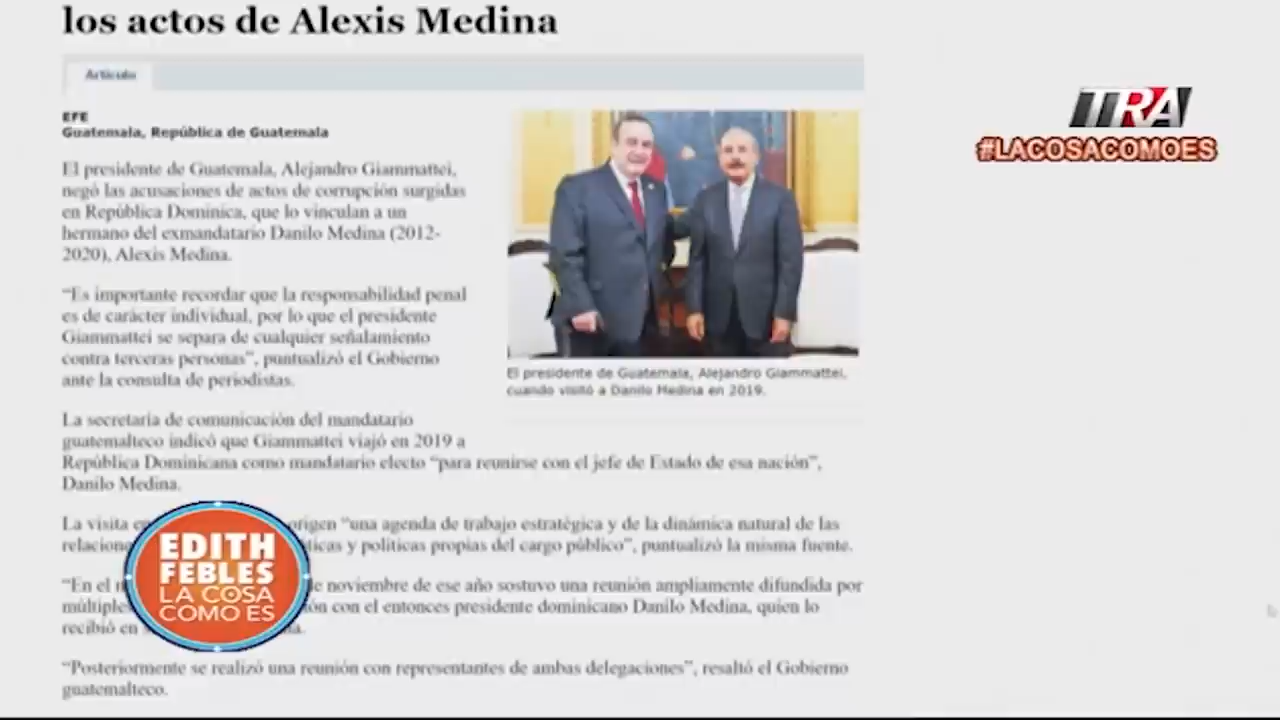 los actos de Alexis Medina
Artículo
EFE
Guatemala, República de Guatemala
El presidente de Guatemala, Alejandro Giammattei,
negó las acusaciones de actos de corrupción surgidas
en República Dominica, que lo vinculan a un
hermano del exmandatario Danilo Medina (2012-
2020), Alexis Medina.
“Es importante recordar que la responsabilidad penal
es de carácter individual, por lo que el presidente
Giammattei se separa de cualquier señalamiento
contra terceras personas”, puntualizó el Gobierno
ante la consulta de periodistas.
La secretaría de comunicación del mandatario
guatemalteco indicó que Giammattei viajó en 2019 a
República Dominicana como mandatario electo “para reunirse con el jefe de Estado de esa nación”,
Danilo Medina.
La visita origen “una agenda de trabajo estratégica y de la dinámica natural de las
relacione ticas y políticas propias del cargo público”, puntualizó la misma fuente.
“En el de noviembre de ese año sostuvo una reunión ampliamente difundida por
múltiples ón con el entonces presidente dominicano Danilo Medina, quien lo
recibió en na.
“Posteriormente se realizó una reunión con representantes de ambas delegaciones”, resaltó el Gobierno
guatemalteco.
El presidente de Guatemala, Alejandro Giammattei,
cuando visitó a Danilo Medina en 2019.
TRA
#LACOSACOMOES
EDITH
FEBLES
LA COSA
COMO ES